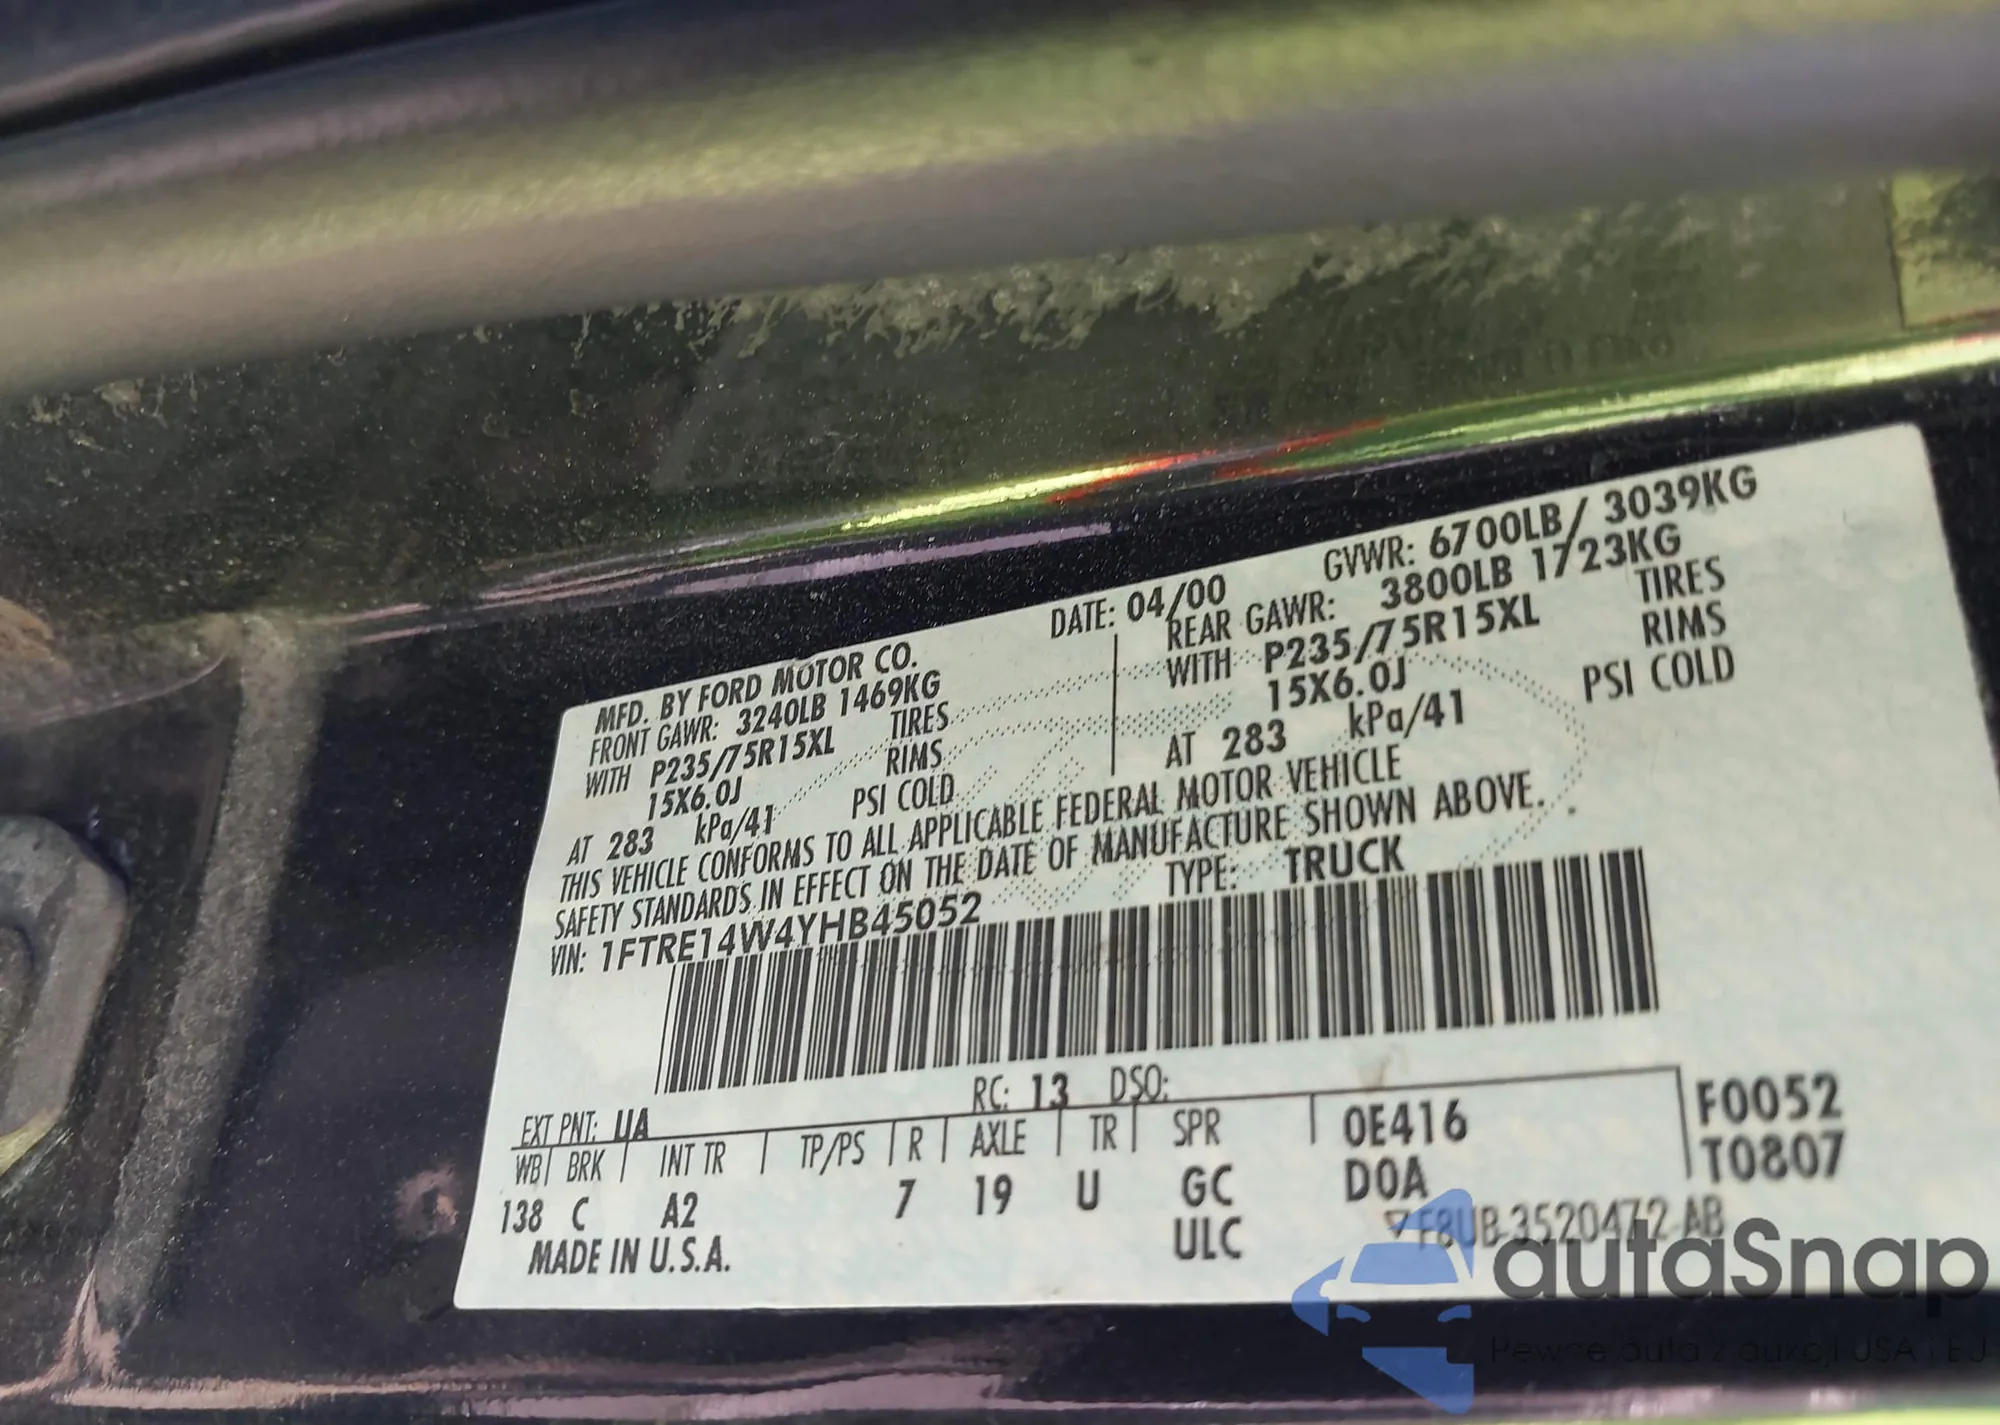 MFD. BY FORD MOTOR CO. DATE: 04/00 GVWR: 6700LB/ 3039KG
FRONT GAWR: 3240LB 1469KG REAR GAWR: 3800LB 1723KG
WITH P235/75R15XL TIRES WITH P235/75R15XL TIRES
15X6.0J RIMS 15X6.0J RIMS
AT 283 kPa/41 PSI COLD AT 283 kPa/41 PSI COLD
THIS VEHICLE CONFORMS TO ALL APPLICABLE FEDERAL MOTOR VEHICLE
SAFETY STANDARDS IN EFFECT ON THE DATE OF MANUFACTURE SHOWN ABOVE.
VIN: 1FTRE14W4YHB45052 TYPE: TRUCK
EXT PNT: UA RC: 13 DSO: F0052
WB BRK INT TR TP/PS R AXLE TR SPR 0E416 T0807
138 C A2 7 19 U GC D0A
MADE IN U.S.A. ULC F8UB-3520472-AB
autaSnap
Pewne auta z aukcji USA i EU